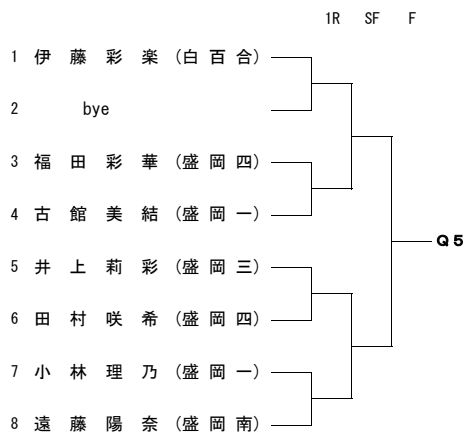 1R SF F
1 伊藤彩楽 (白百合)
2 bye
3 福田彩華 (盛岡四)
4 古館美結 (盛岡一)
Q5
5 井上莉彩 (盛岡三)
6 田村咲希 (盛岡四)
7 小林理乃 (盛岡一)
8 遠藤陽奈 (盛岡南)